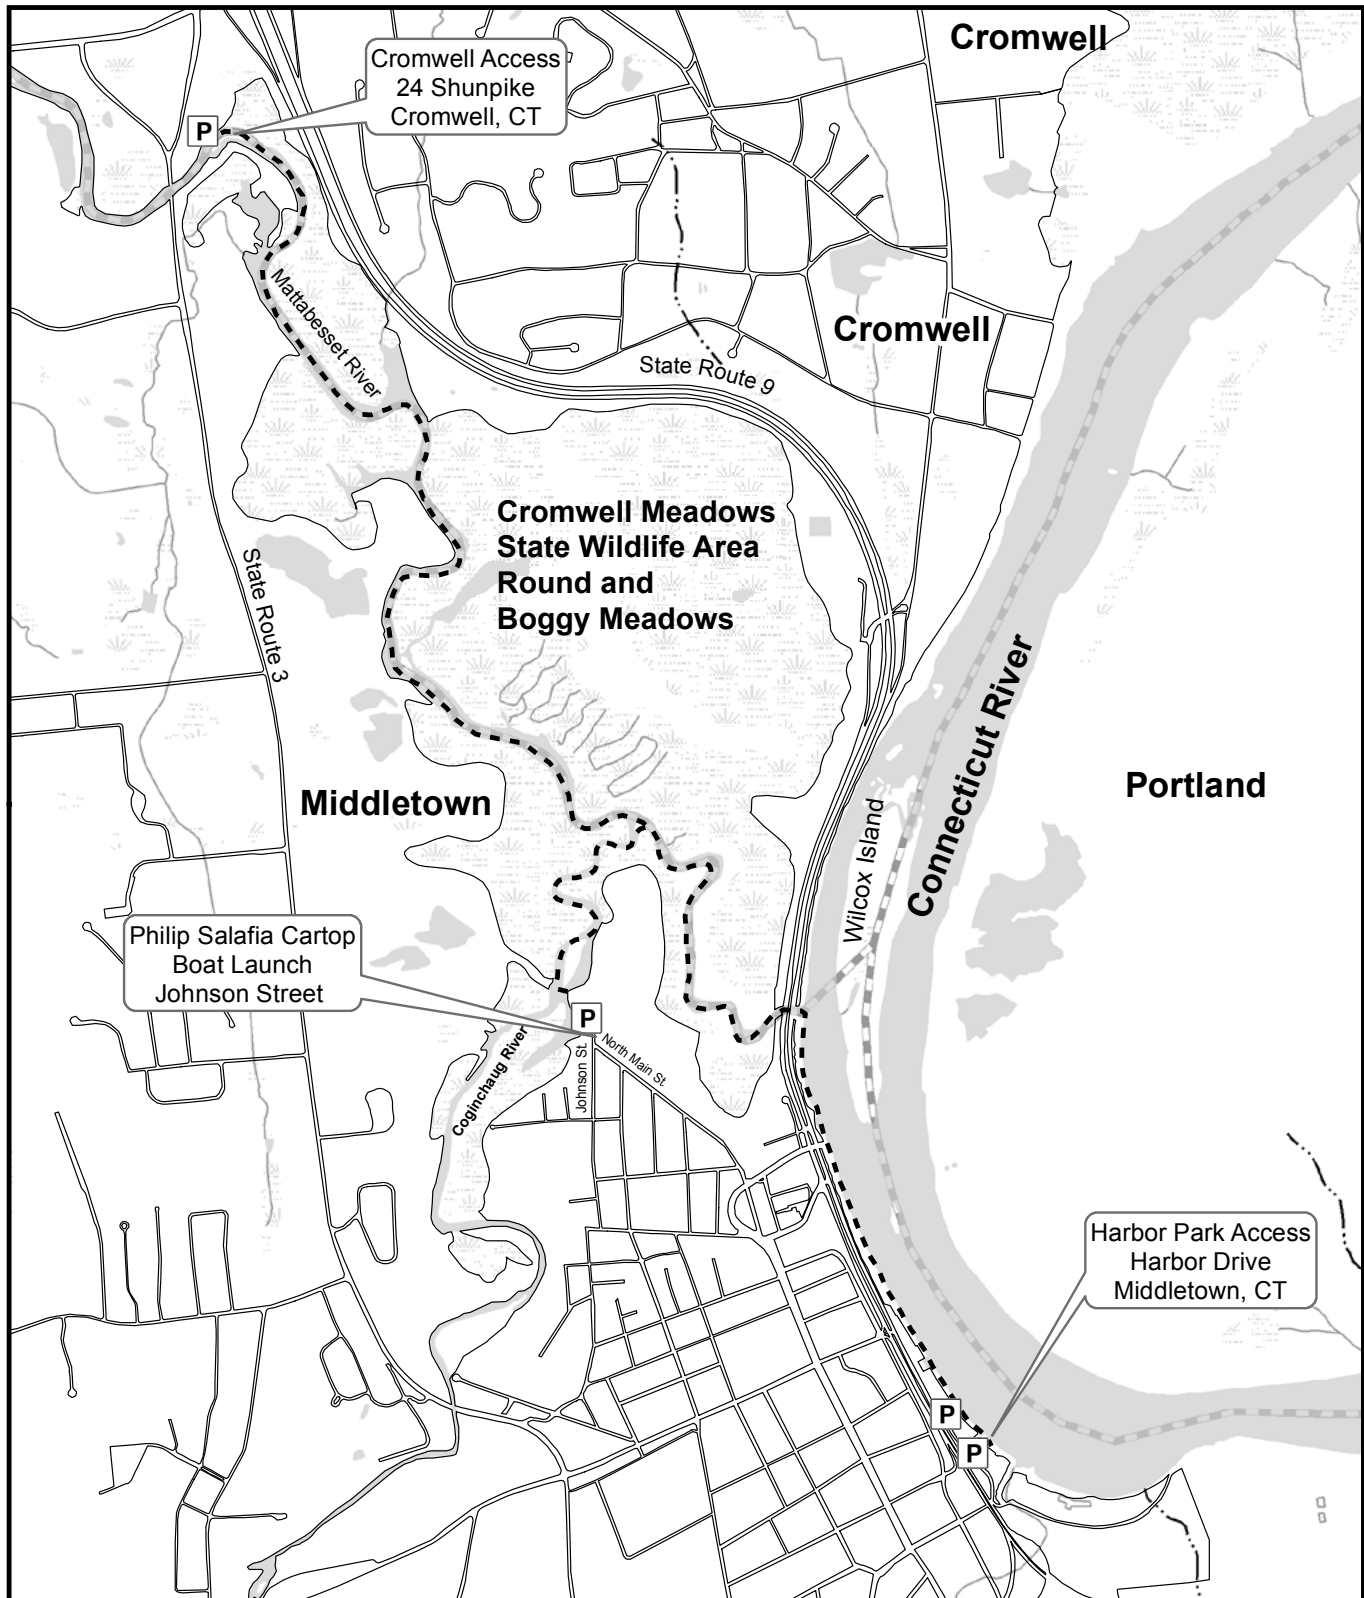 Cromwell
Cromwell Access
24 Shunpike
Cromwell, CT
P
Mattabesset River
Cromwell
State Route 9
Cromwell Meadows
State Wildlife Area
Round and
Boggy Meadows
State Route 3
Connecticut River
Portland
Middletown
Wilcox Island
Philip Salafia Cartop
Boat Launch
Johnson Street
P
North Main St.
Johnson St.
Coginchaug River
Harbor Park Access
Harbor Drive
Middletown, CT
P
P